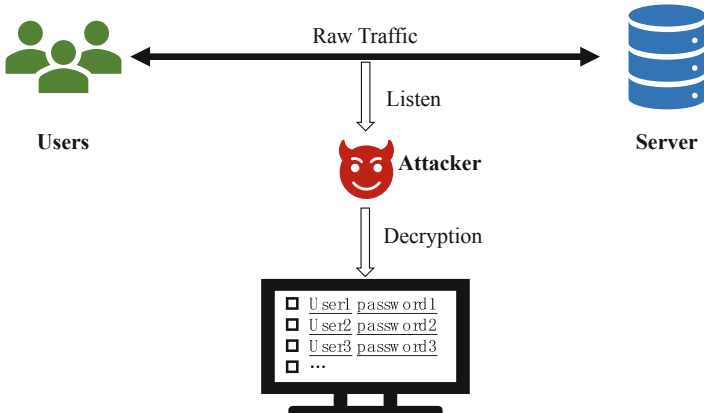 Raw Traffic
Listen
Users
Server
Attacker
Decryption
User1 password1
User2 password2
User3 password3
...